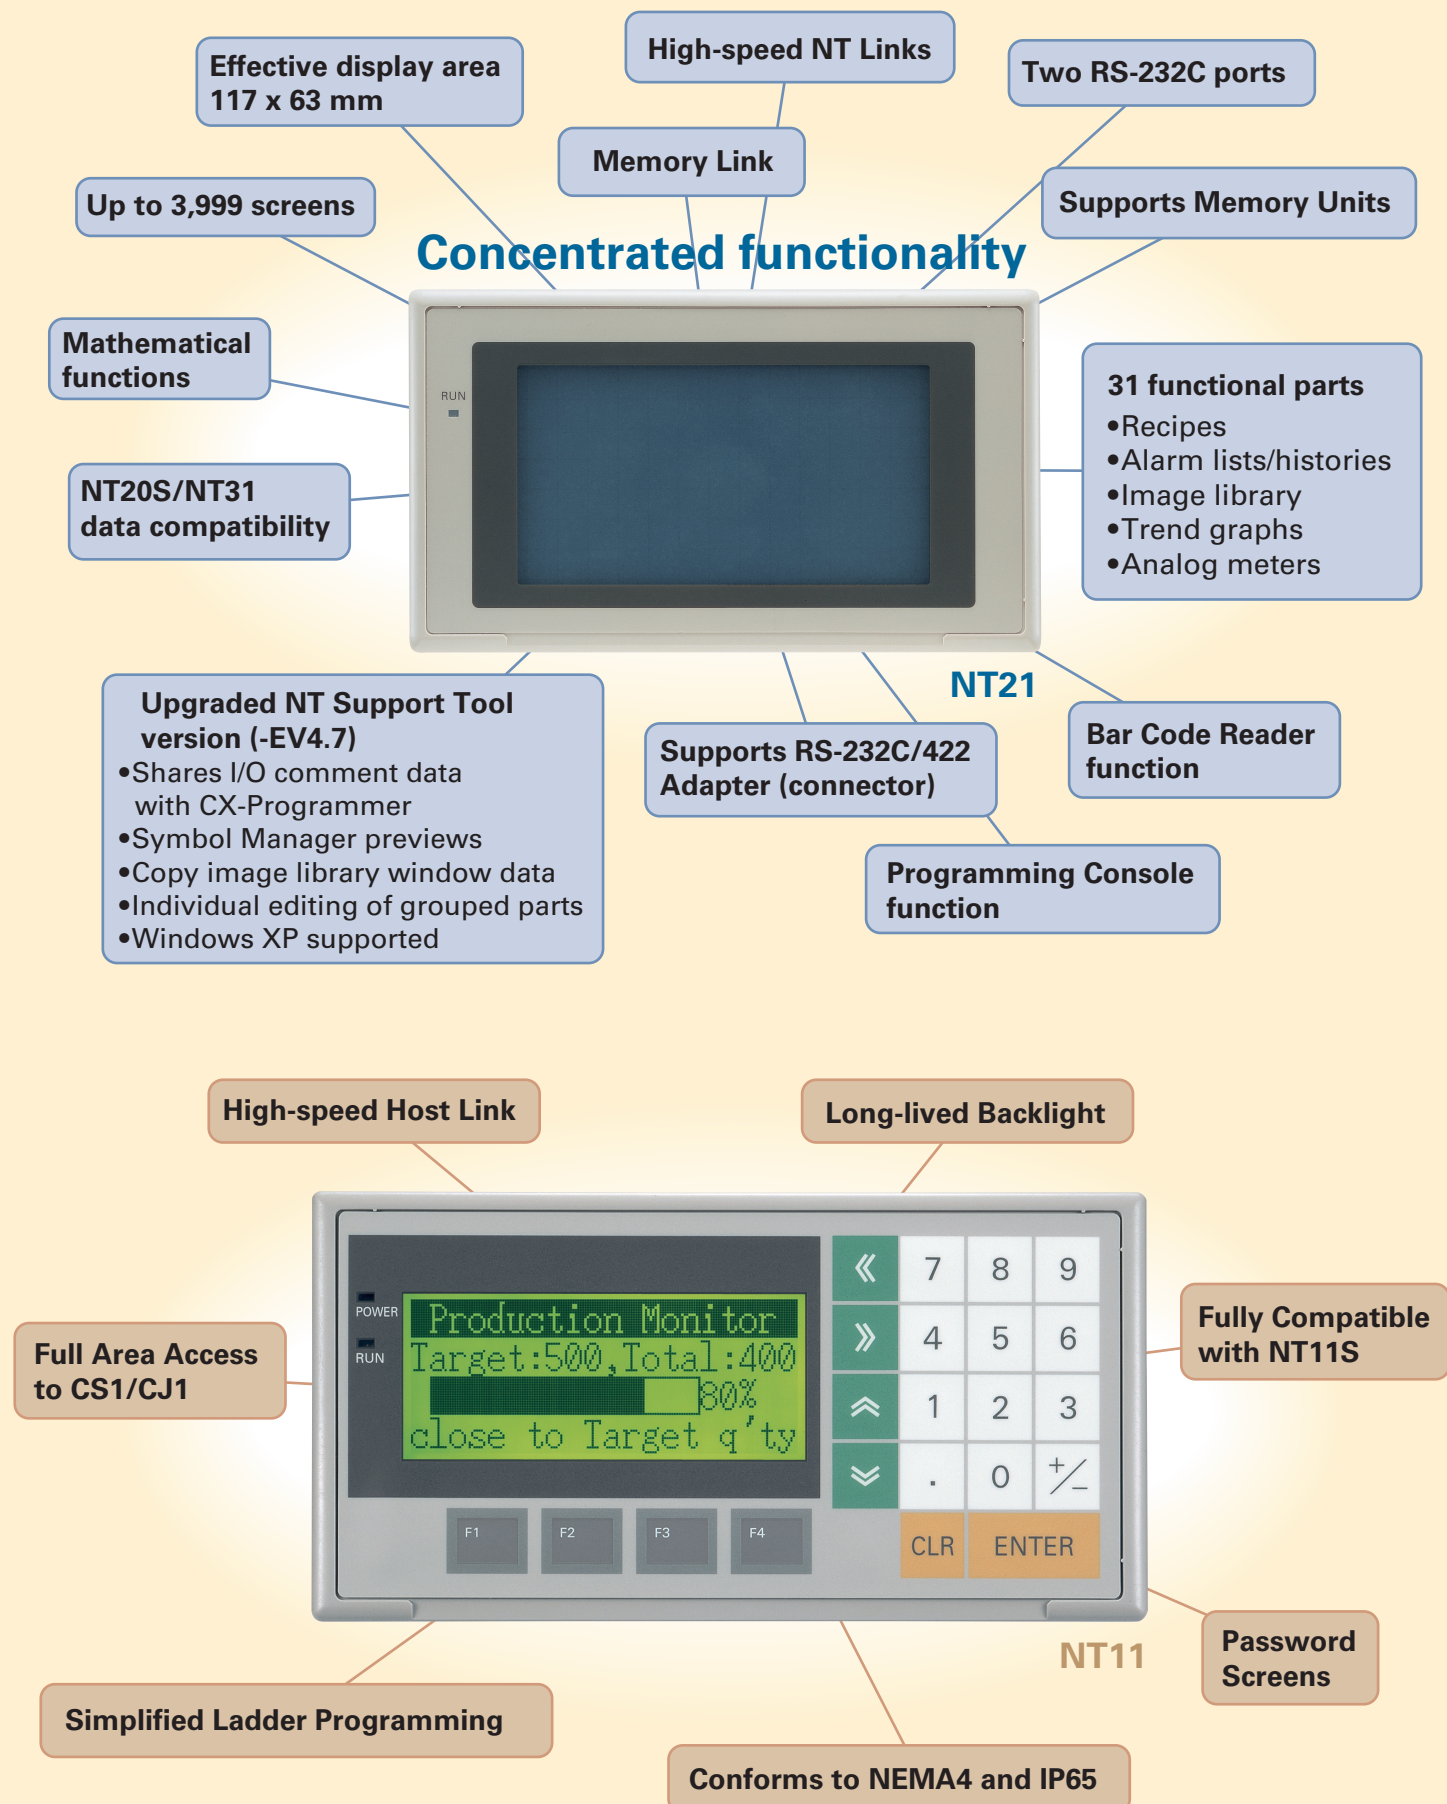 High-speed NT Links
Effective display area
117 x 63 mm
Two RS-232C ports
Memory Link
Up to 3,999 screens
Supports Memory Units
Concentrated functionality
Mathematical
functions
RUN
31 functional parts
•Recipes
•Alarm lists/histories
•Image library
•Trend graphs
•Analog meters
NT20S/NT31
data compatibility
NT21
Upgraded NT Support Tool
version (-EV4.7)
•Shares I/O comment data
with CX-Programmer
•Symbol Manager previews
•Copy image library window data
•Individual editing of grouped parts
•Windows XP supported
Supports RS-232C/422
Adapter (connector)
Bar Code Reader
function
Programming Console
function
High-speed Host Link
Long-lived Backlight
Full Area Access
to CS1/CJ1
POWER
RUN
Production Monitor
Target:500,Total:400
80%
close to Target q'ty
« 7 8 9
» 4 5 6
1 2 3
. 0 +/−
F1 F2 F3 F4
CLR ENTER
Fully Compatible
with NT11S
NT11
Password
Screens
Simplified Ladder Programming
Conforms to NEMA4 and IP65